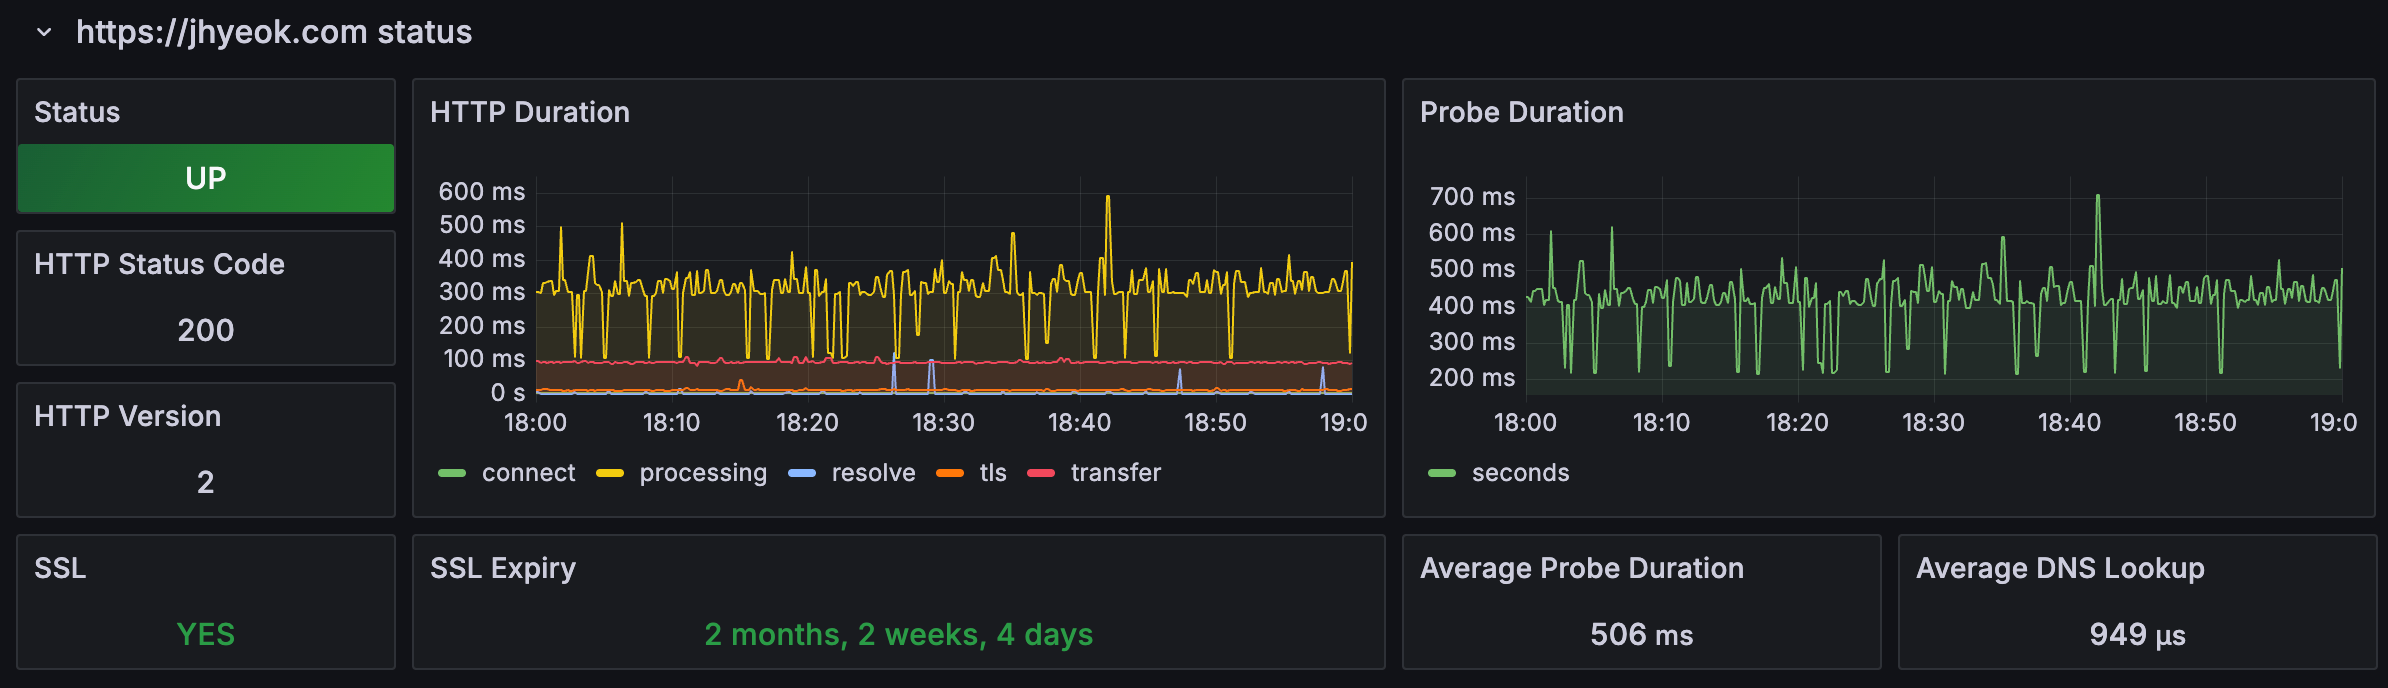 https://jhyeok.com status
Status
UP
HTTP Status Code
200
HTTP Version
2
SSL
YES
HTTP Duration
600 ms
500 ms
400 ms
300 ms
200 ms
100 ms
0 s
18:00 18:10 18:20 18:30 18:40 18:50 19:0
connect processing resolve tls transfer
Probe Duration
700 ms
600 ms
500 ms
400 ms
300 ms
200 ms
18:00 18:10 18:20 18:30 18:40 18:50 19:0
seconds
SSL Expiry
2 months, 2 weeks, 4 days
Average Probe Duration
506 ms
Average DNS Lookup
949 µs